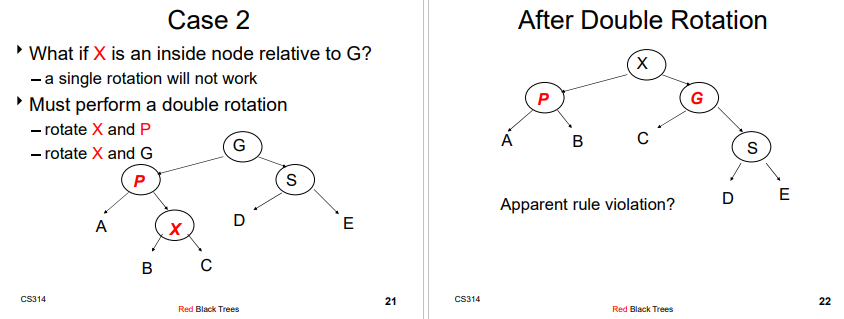 Case 2
What if X is an inside node relative to G?
– a single rotation will not work
Must perform a double rotation
– rotate X and P
– rotate X and G
G
P
S
A
X
D
E
B
C
CS314
Red Black Trees
21
After Double Rotation
X
P
G
A
B
C
S
D
E
Apparent rule violation?
CS314
Red Black Trees
22